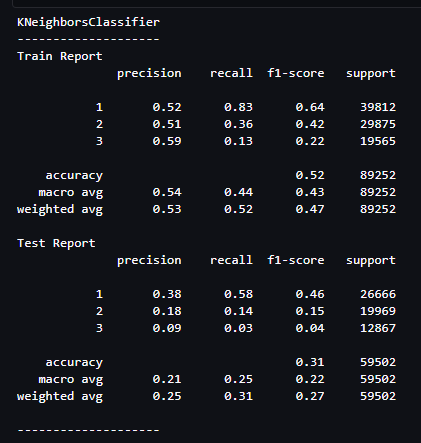 KNeighborsClassifier
--------------------
Train Report
precision recall f1-score support
1 0.52 0.83 0.64 39812
2 0.51 0.36 0.42 29875
3 0.59 0.13 0.22 19565
accuracy 0.52 89252
macro avg 0.54 0.44 0.43 89252
weighted avg 0.53 0.52 0.47 89252
Test Report
precision recall f1-score support
1 0.38 0.58 0.46 26666
2 0.18 0.14 0.15 19969
3 0.09 0.03 0.04 12867
accuracy 0.31 59502
macro avg 0.21 0.25 0.22 59502
weighted avg 0.25 0.31 0.27 59502
--------------------